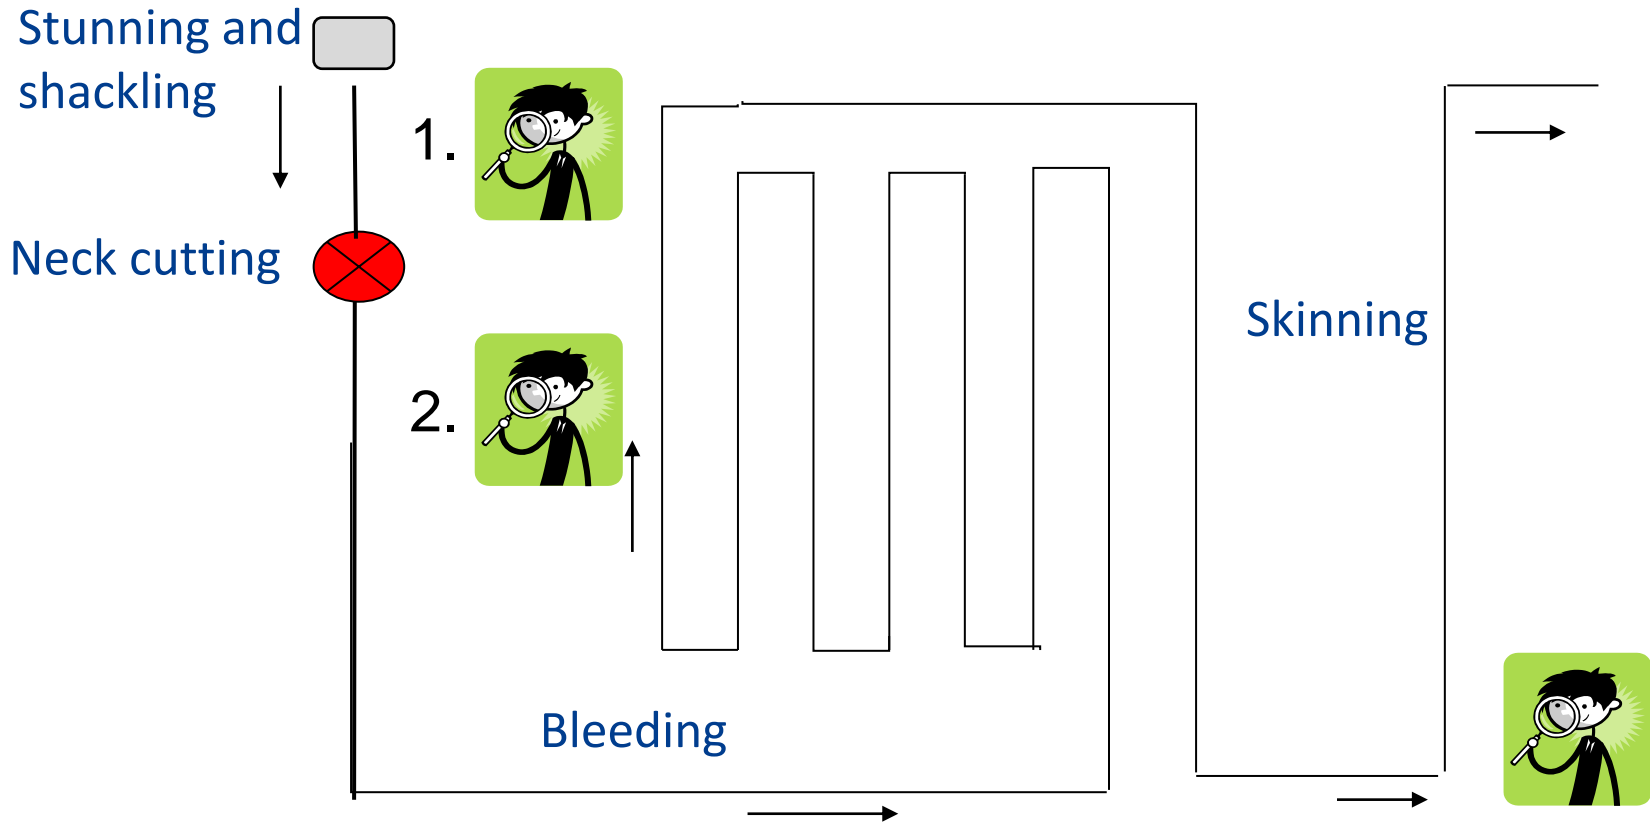 Stunning and
shackling
1.
Neck cutting
Skinning
2.
Bleeding